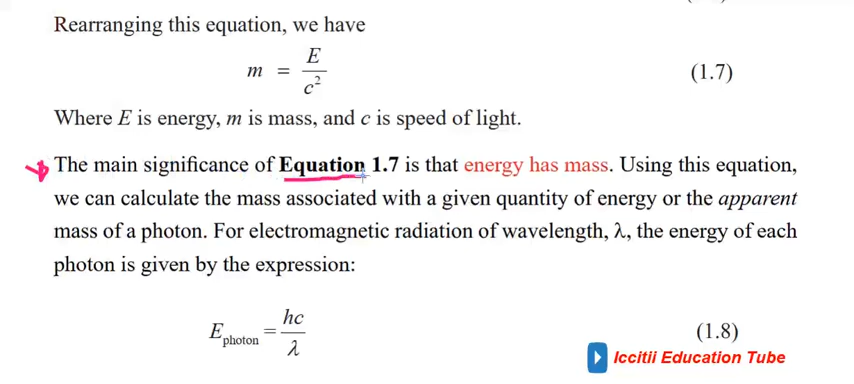 Rearranging this equation, we have
m = E / c² (1.7)
Where E is energy, m is mass, and c is speed of light.
The main significance of Equation 1.7 is that energy has mass. Using this equation,
we can calculate the mass associated with a given quantity of energy or the apparent
mass of a photon. For electromagnetic radiation of wavelength, λ, the energy of each
photon is given by the expression:
E photon = hc / λ (1.8)
Iccitii Education Tube